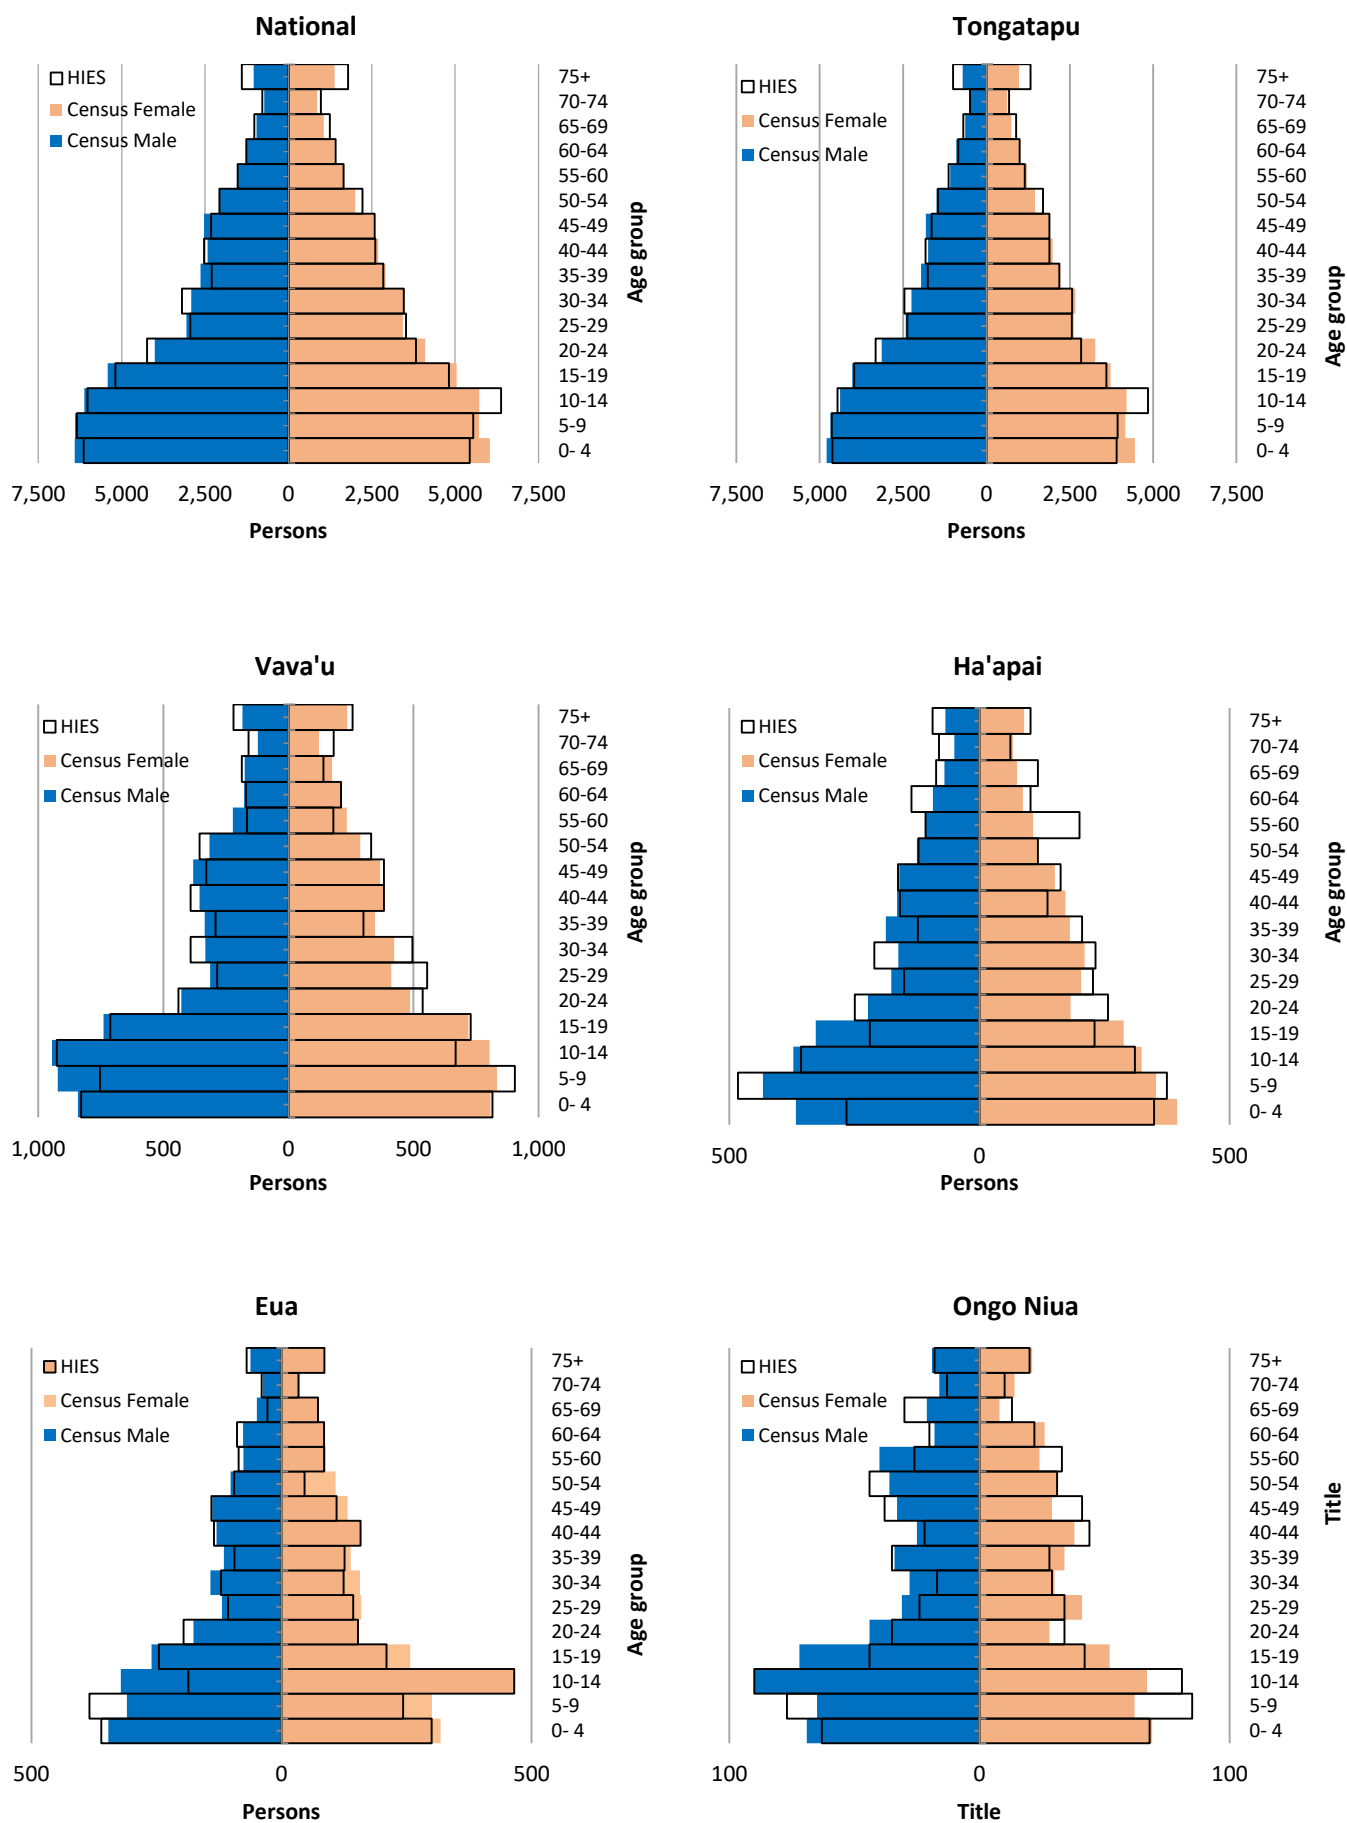 National
HIES
Census Female
Census Male
75+
70-74
65-69
60-64
55-60
50-54
45-49
40-44
35-39
30-34
25-29
20-24
15-19
10-14
5-9
0- 4
Age group
7,500 5,000 2,500 0 2,500 5,000 7,500
Persons
Tongatapu
HIES
Census Female
Census Male
75+
70-74
65-69
60-64
55-60
50-54
45-49
40-44
35-39
30-34
25-29
20-24
15-19
10-14
5-9
0- 4
Age group
7,500 5,000 2,500 0 2,500 5,000 7,500
Persons
Vava'u
HIES
Census Female
Census Male
75+
70-74
65-69
60-64
55-60
50-54
45-49
40-44
35-39
30-34
25-29
20-24
15-19
10-14
5-9
0- 4
Age group
1,000 500 0 500 1,000
Persons
Ha'apai
HIES
Census Female
Census Male
75+
70-74
65-69
60-64
55-60
50-54
45-49
40-44
35-39
30-34
25-29
20-24
15-19
10-14
5-9
0- 4
Age group
500 0 500
Persons
Eua
HIES
Census Female
Census Male
75+
70-74
65-69
60-64
55-60
50-54
45-49
40-44
35-39
30-34
25-29
20-24
15-19
10-14
5-9
0- 4
Age group
500 0 500
Persons
Ongo Niua
HIES
Census Female
Census Male
75+
70-74
65-69
60-64
55-60
50-54
45-49
40-44
35-39
30-34
25-29
20-24
15-19
10-14
5-9
0- 4
Title
100 0 100
Title